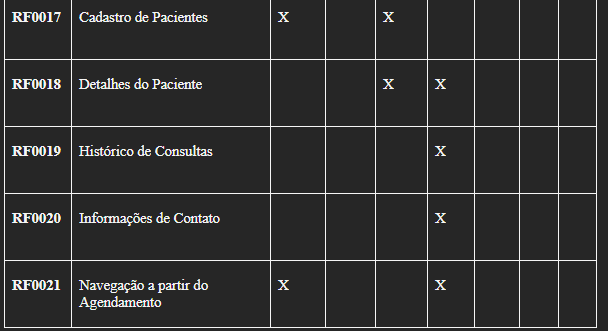 RF0017 Cadastro de Pacientes X X
RF0018 Detalhes do Paciente X X
RF0019 Histórico de Consultas X
RF0020 Informações de Contato X
RF0021 Navegação a partir do X X
Agendamento